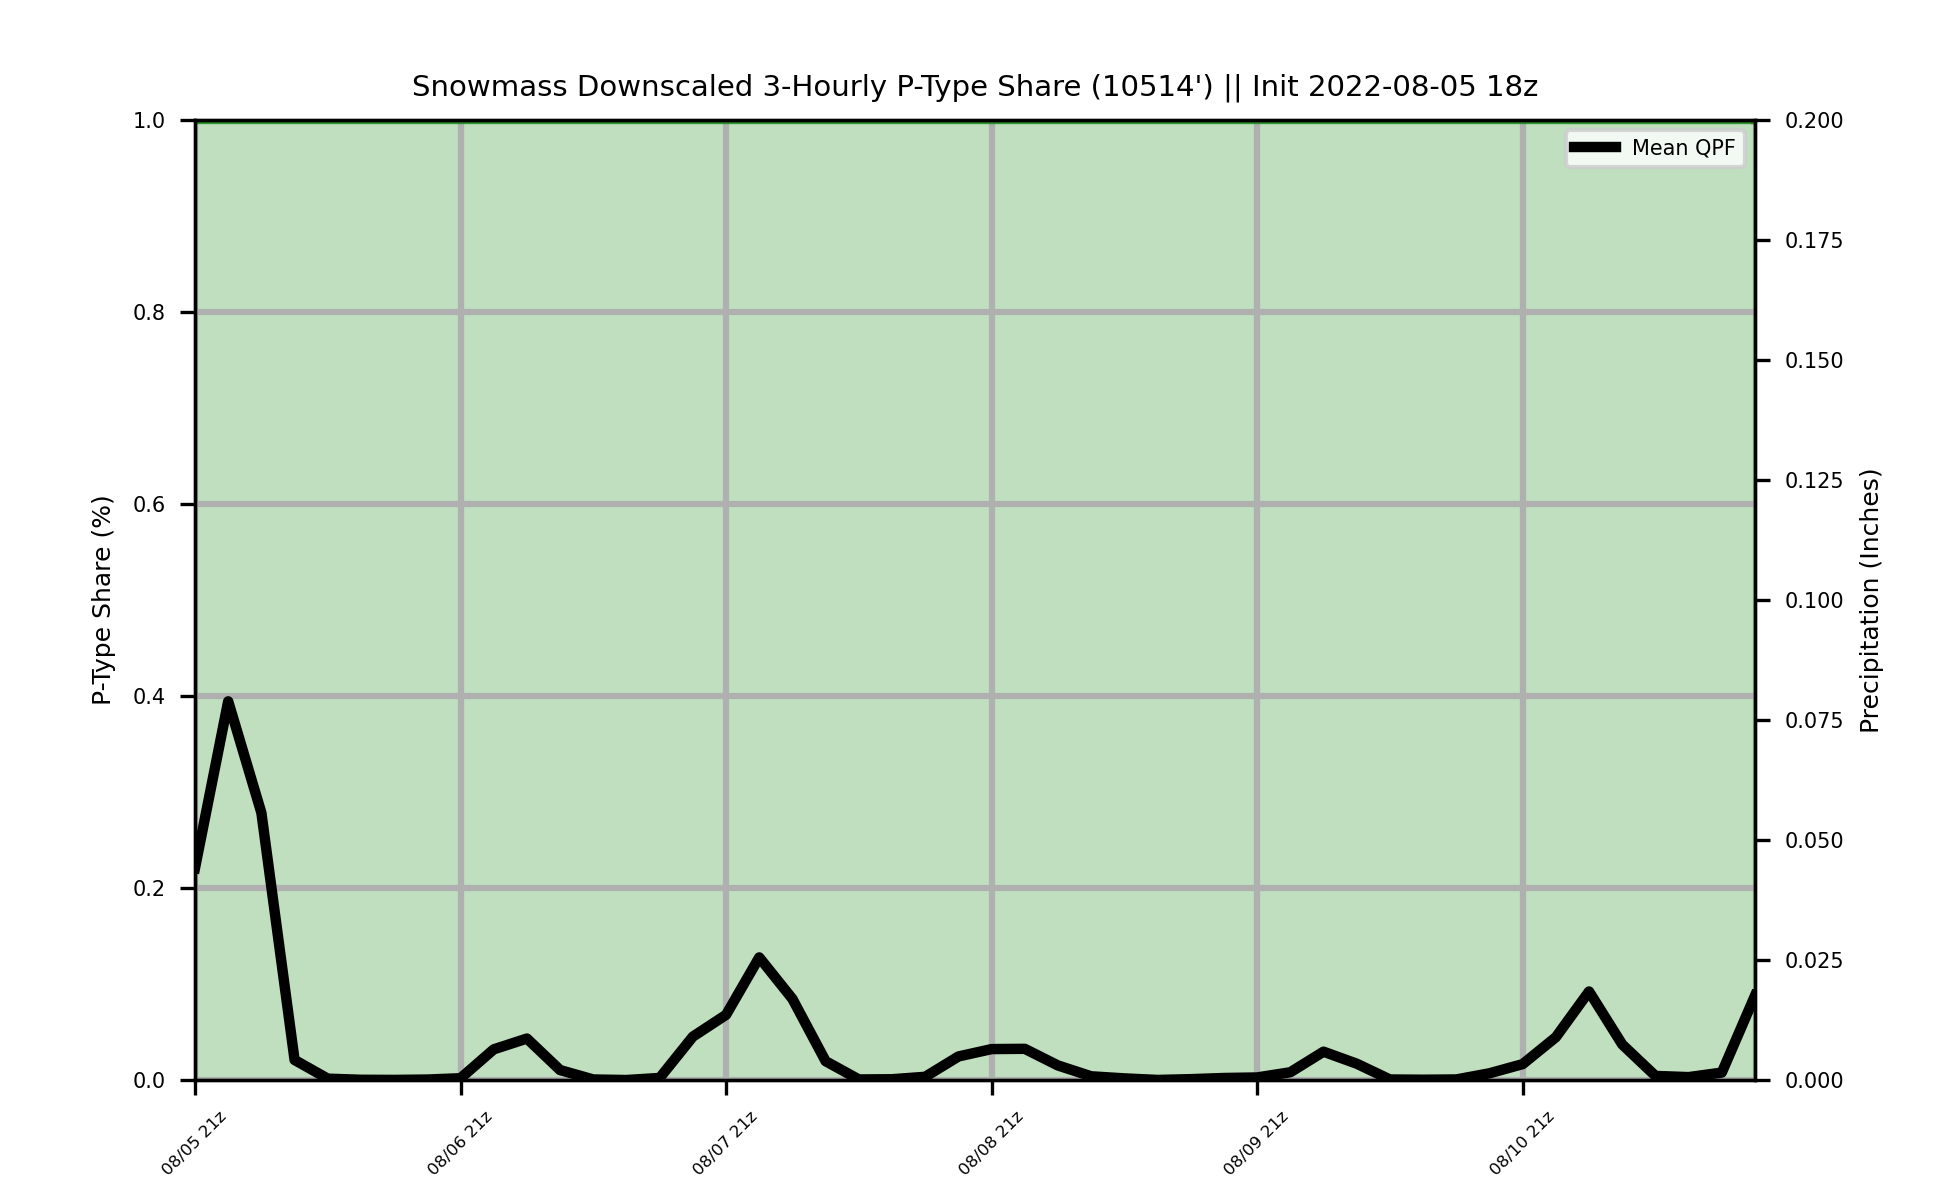 Snowmass Downscaled 3-Hourly P-Type Share (10514') || Init 2022-08-05 18z
Mean QPF
P-Type Share (%)
1.0
0.8
0.6
0.4
0.2
0.0
0.200
0.175
0.150
0.125
0.100
0.075
0.050
0.025
0.000
Precipitation (Inches)
08/05 21z
08/06 21z
08/07 21z
08/08 21z
08/09 21z
08/10 21z